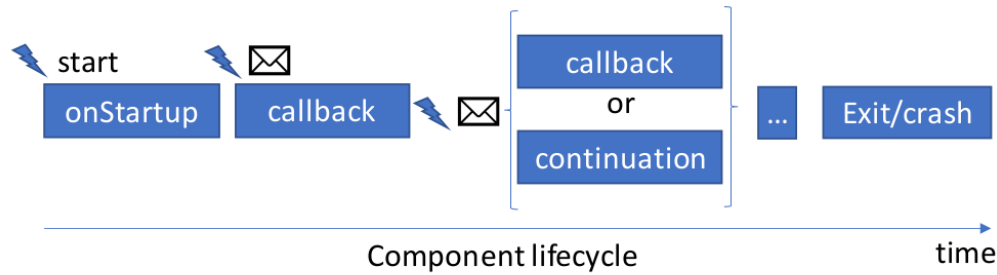 start
onStartup
callback
callback
or
continuation
...
Exit/crash
Component lifecycle
time